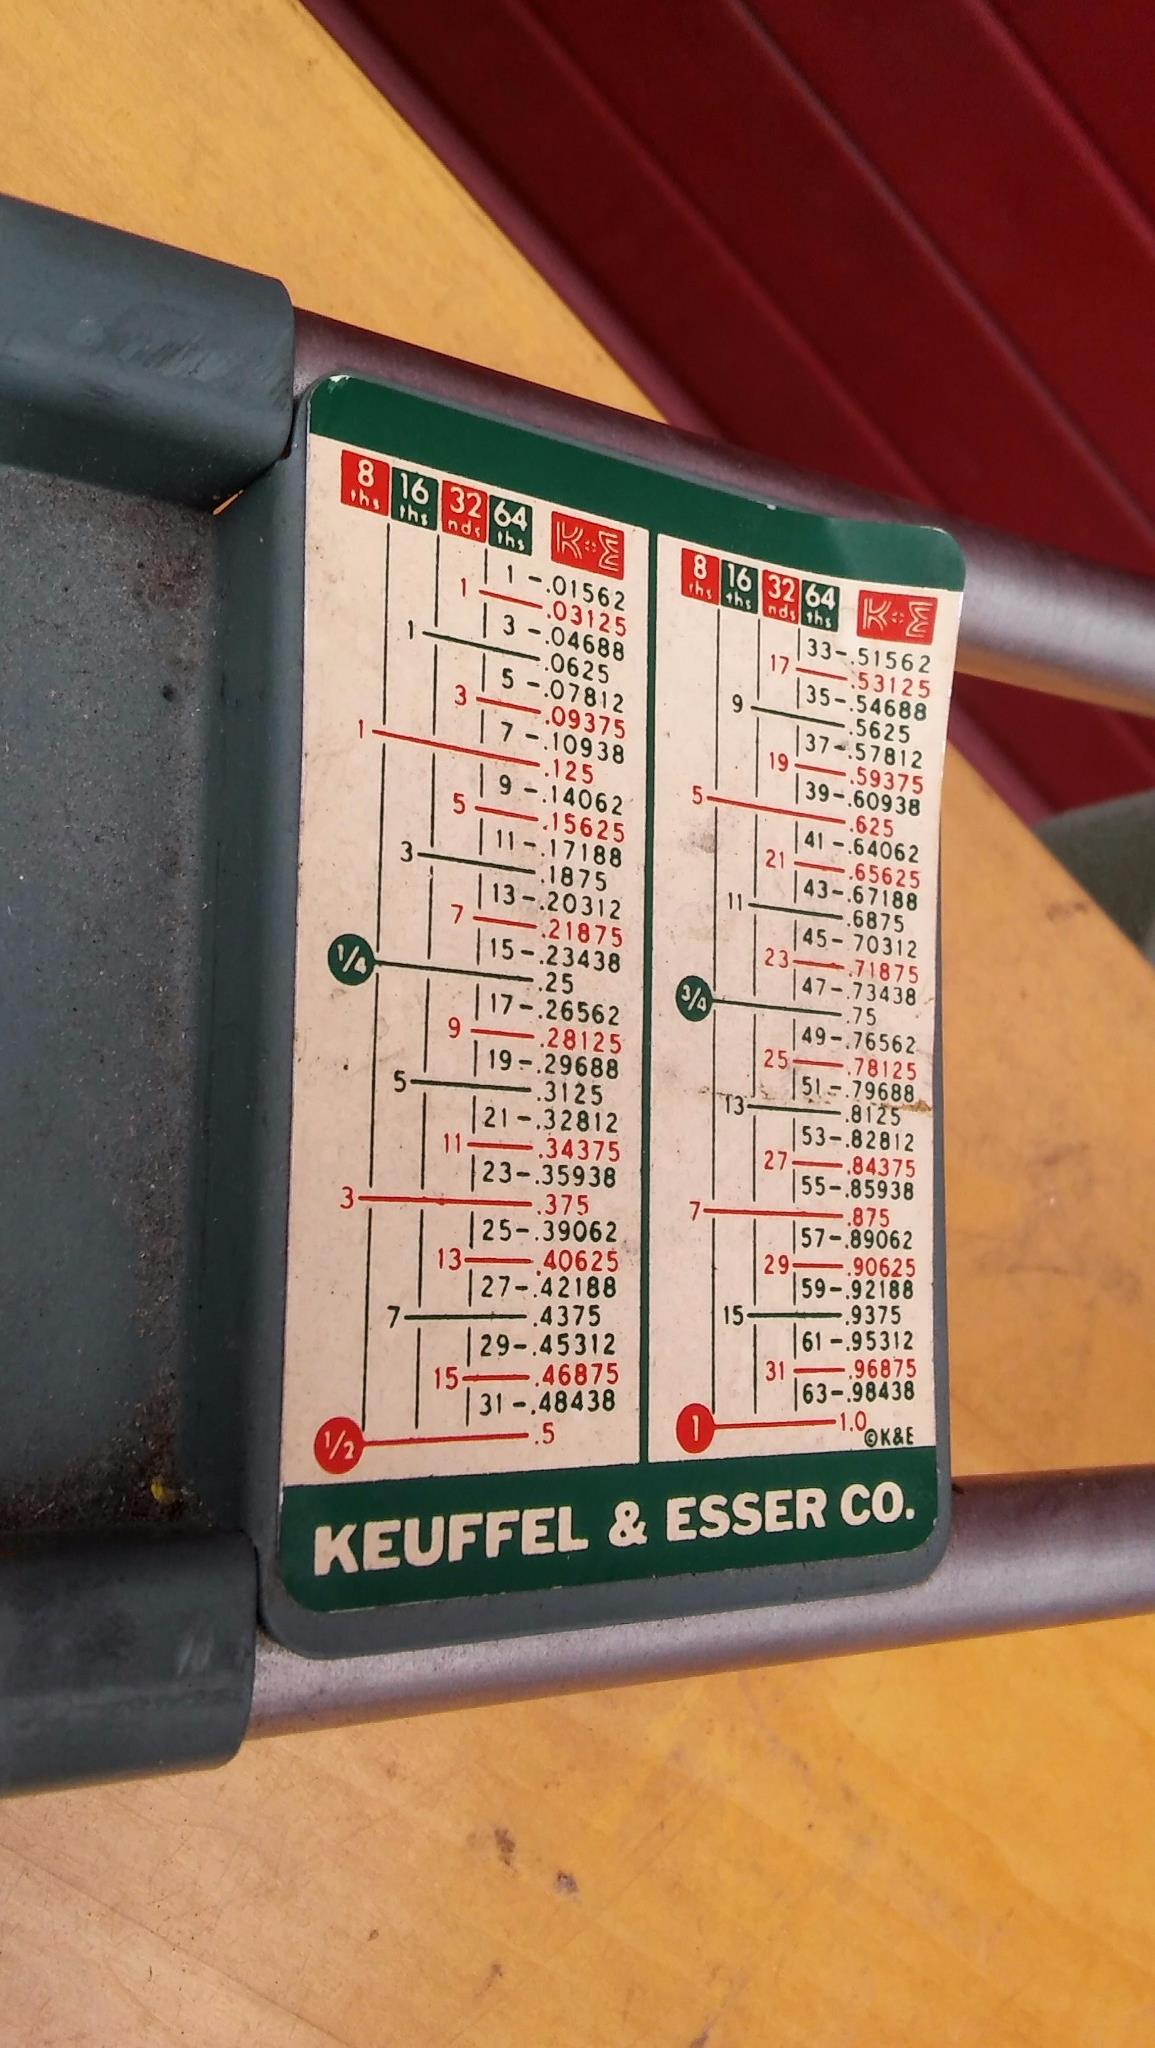 8 ths 16 ths 32 nds 64 ths K+E
1 - .01562
1 .03125
3 - .04688
1 .0625
5 - .07812
3 .09375
7 - .10938
1 .125
9 - .14062
5 .15625
11 - .17188
3 .1875
13 - .20312
7 .21875
15 - .23438
1/4 .25
17 - .26562
9 .28125
19 - .29688
5 .3125
21 - .32812
11 .34375
23 - .35938
3 .375
25 - .39062
13 .40625
27 - .42188
7 .4375
29 - .45312
15 .46875
31 - .48438
1/2 .5
8 ths 16 ths 32 nds 64 ths K+E
33 - .51562
17 .53125
35 - .54688
9 .5625
37 - .57812
19 .59375
39 - .60938
5 .625
41 - .64062
21 .65625
43 - .67188
11 .6875
45 - .70312
23 .71875
47 - .73438
3/4 .75
49 - .76562
25 .78125
51 - .79688
13 .8125
53 - .82812
27 .84375
55 - .85938
7 .875
57 - .89062
29 .90625
59 - .92188
15 .9375
61 - .95312
31 .96875
63 - .98438
1 1.0
©K&E
KEUFFEL & ESSER CO.